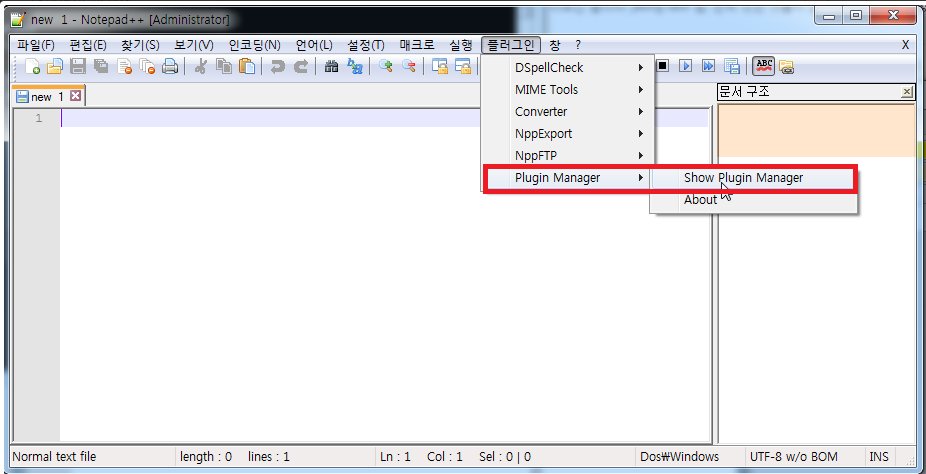 new 1 - Notepad++ [Administrator]
파일(F) 편집(E) 찾기(S) 보기(V) 인코딩(N) 언어(L) 설정(T) 매크로 실행 플러그인 창 ? X
ABC
new 1
문서 구조
1
DSpellCheck
MIME Tools
Converter
NppExport
NppFTP
Plugin Manager
Show Plugin Manager
About
Normal text file length : 0 lines : 1 Ln : 1 Col : 1 Sel : 0 | 0 Dos₩Windows UTF-8 w/o BOM INS